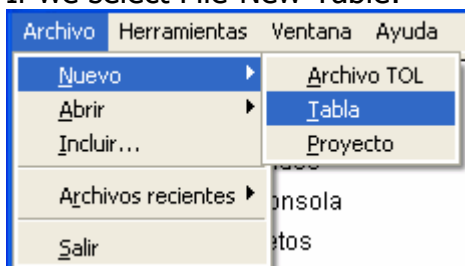 If we select File-New-Table:
Archivo Herramientas Ventana Ayuda
Nuevo
Abrir
Incluir...
Archivos recientes
Salir
Archivo TOL
Tabla
Proyecto